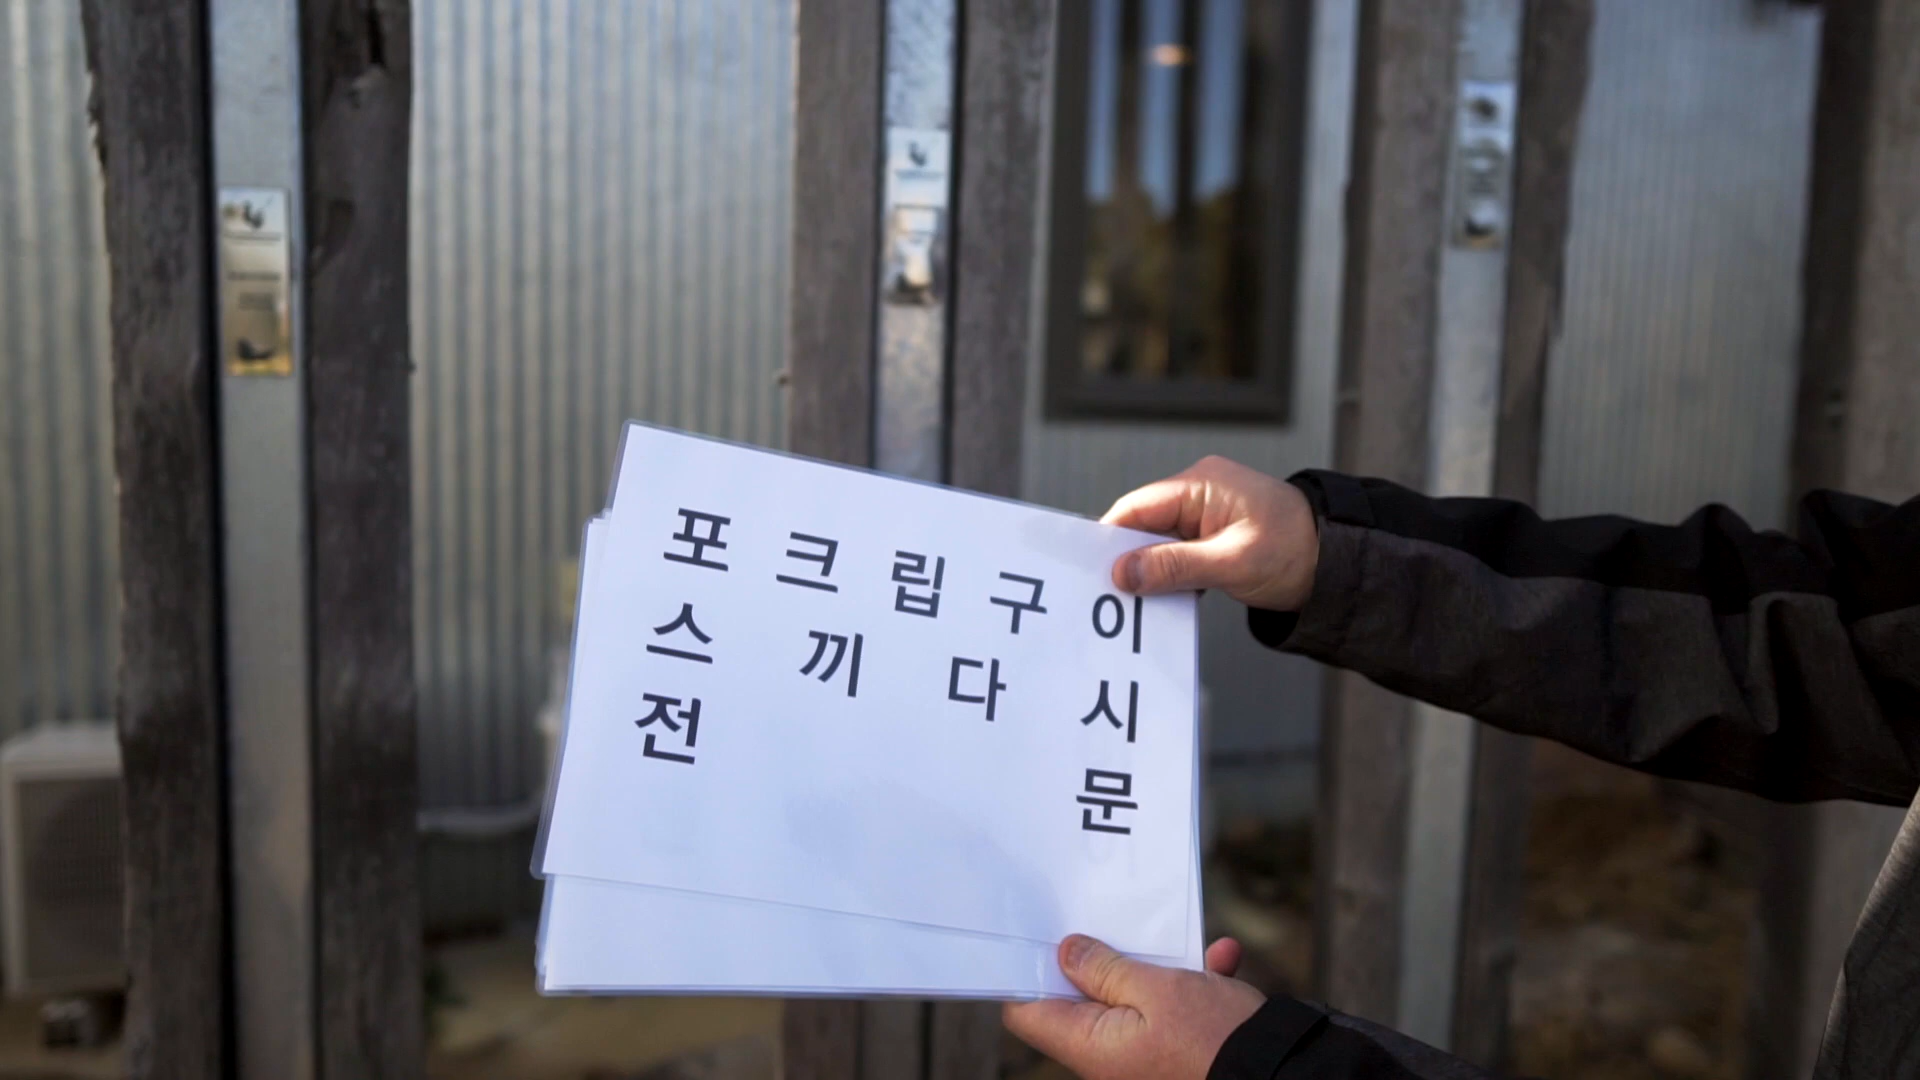 포 크 립 구 이
스 끼 다 시
전 문